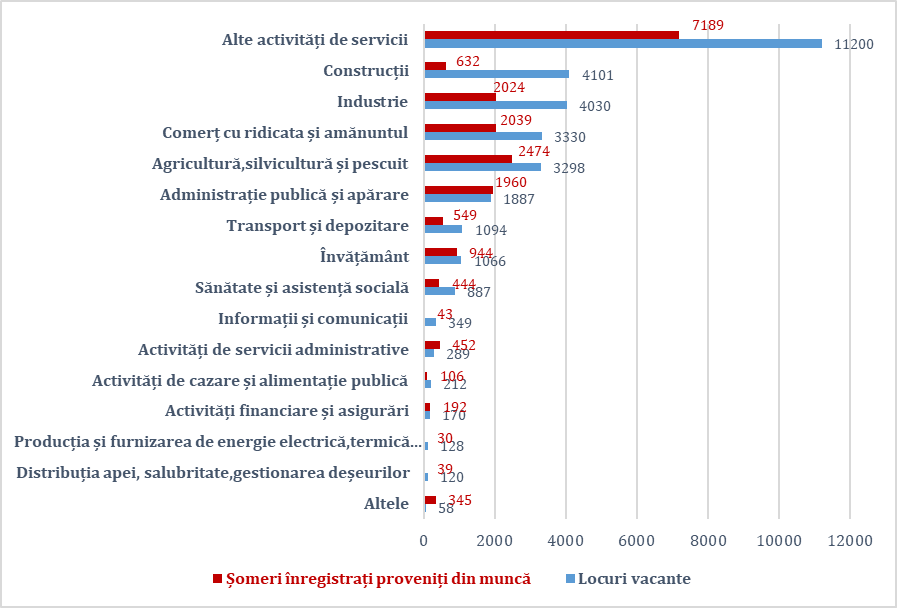 Alte activități de servicii
7189
11200
Construcții
632
4101
Industrie
2024
4030
Comerț cu ridicata și amănuntul
2039
3330
Agricultură,silvicultură și pescuit
2474
3298
Administrație publică și apărare
1960
1887
Transport și depozitare
549
1094
Învățământ
944
1066
Sănătate și asistență socială
444
887
Informații și comunicații
43
349
Activități de servicii administrative
452
289
Activități de cazare și alimentație publică
106
212
Activități financiare și asigurări
192
170
Producția și furnizarea de energie electrică,termică...
30
128
Distribuția apei, salubritate,gestionarea deșeurilor
39
120
Altele
345
58
0 2000 4000 6000 8000 10000 12000
Șomeri înregistrați proveniți din muncă Locuri vacante